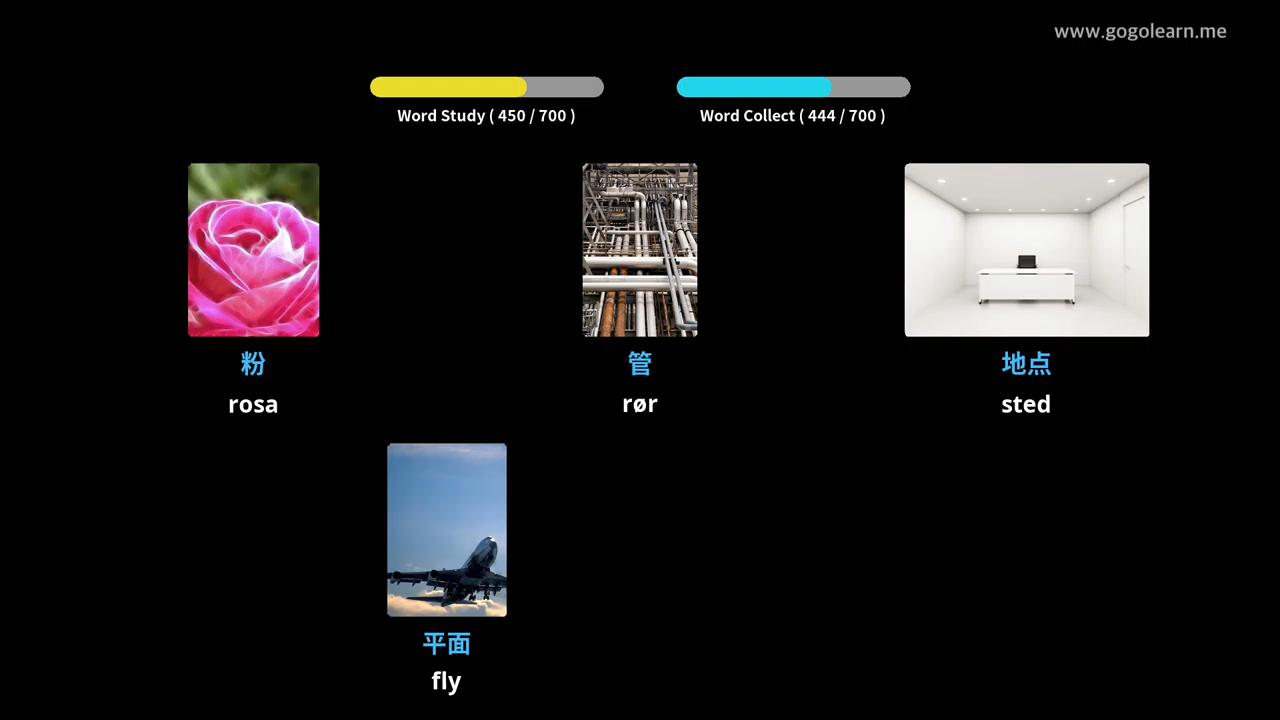 www.gogolearn.me
Word Study ( 450 / 700 )
Word Collect ( 444 / 700 )
粉
rosa
管
rør
地点
sted
平面
fly